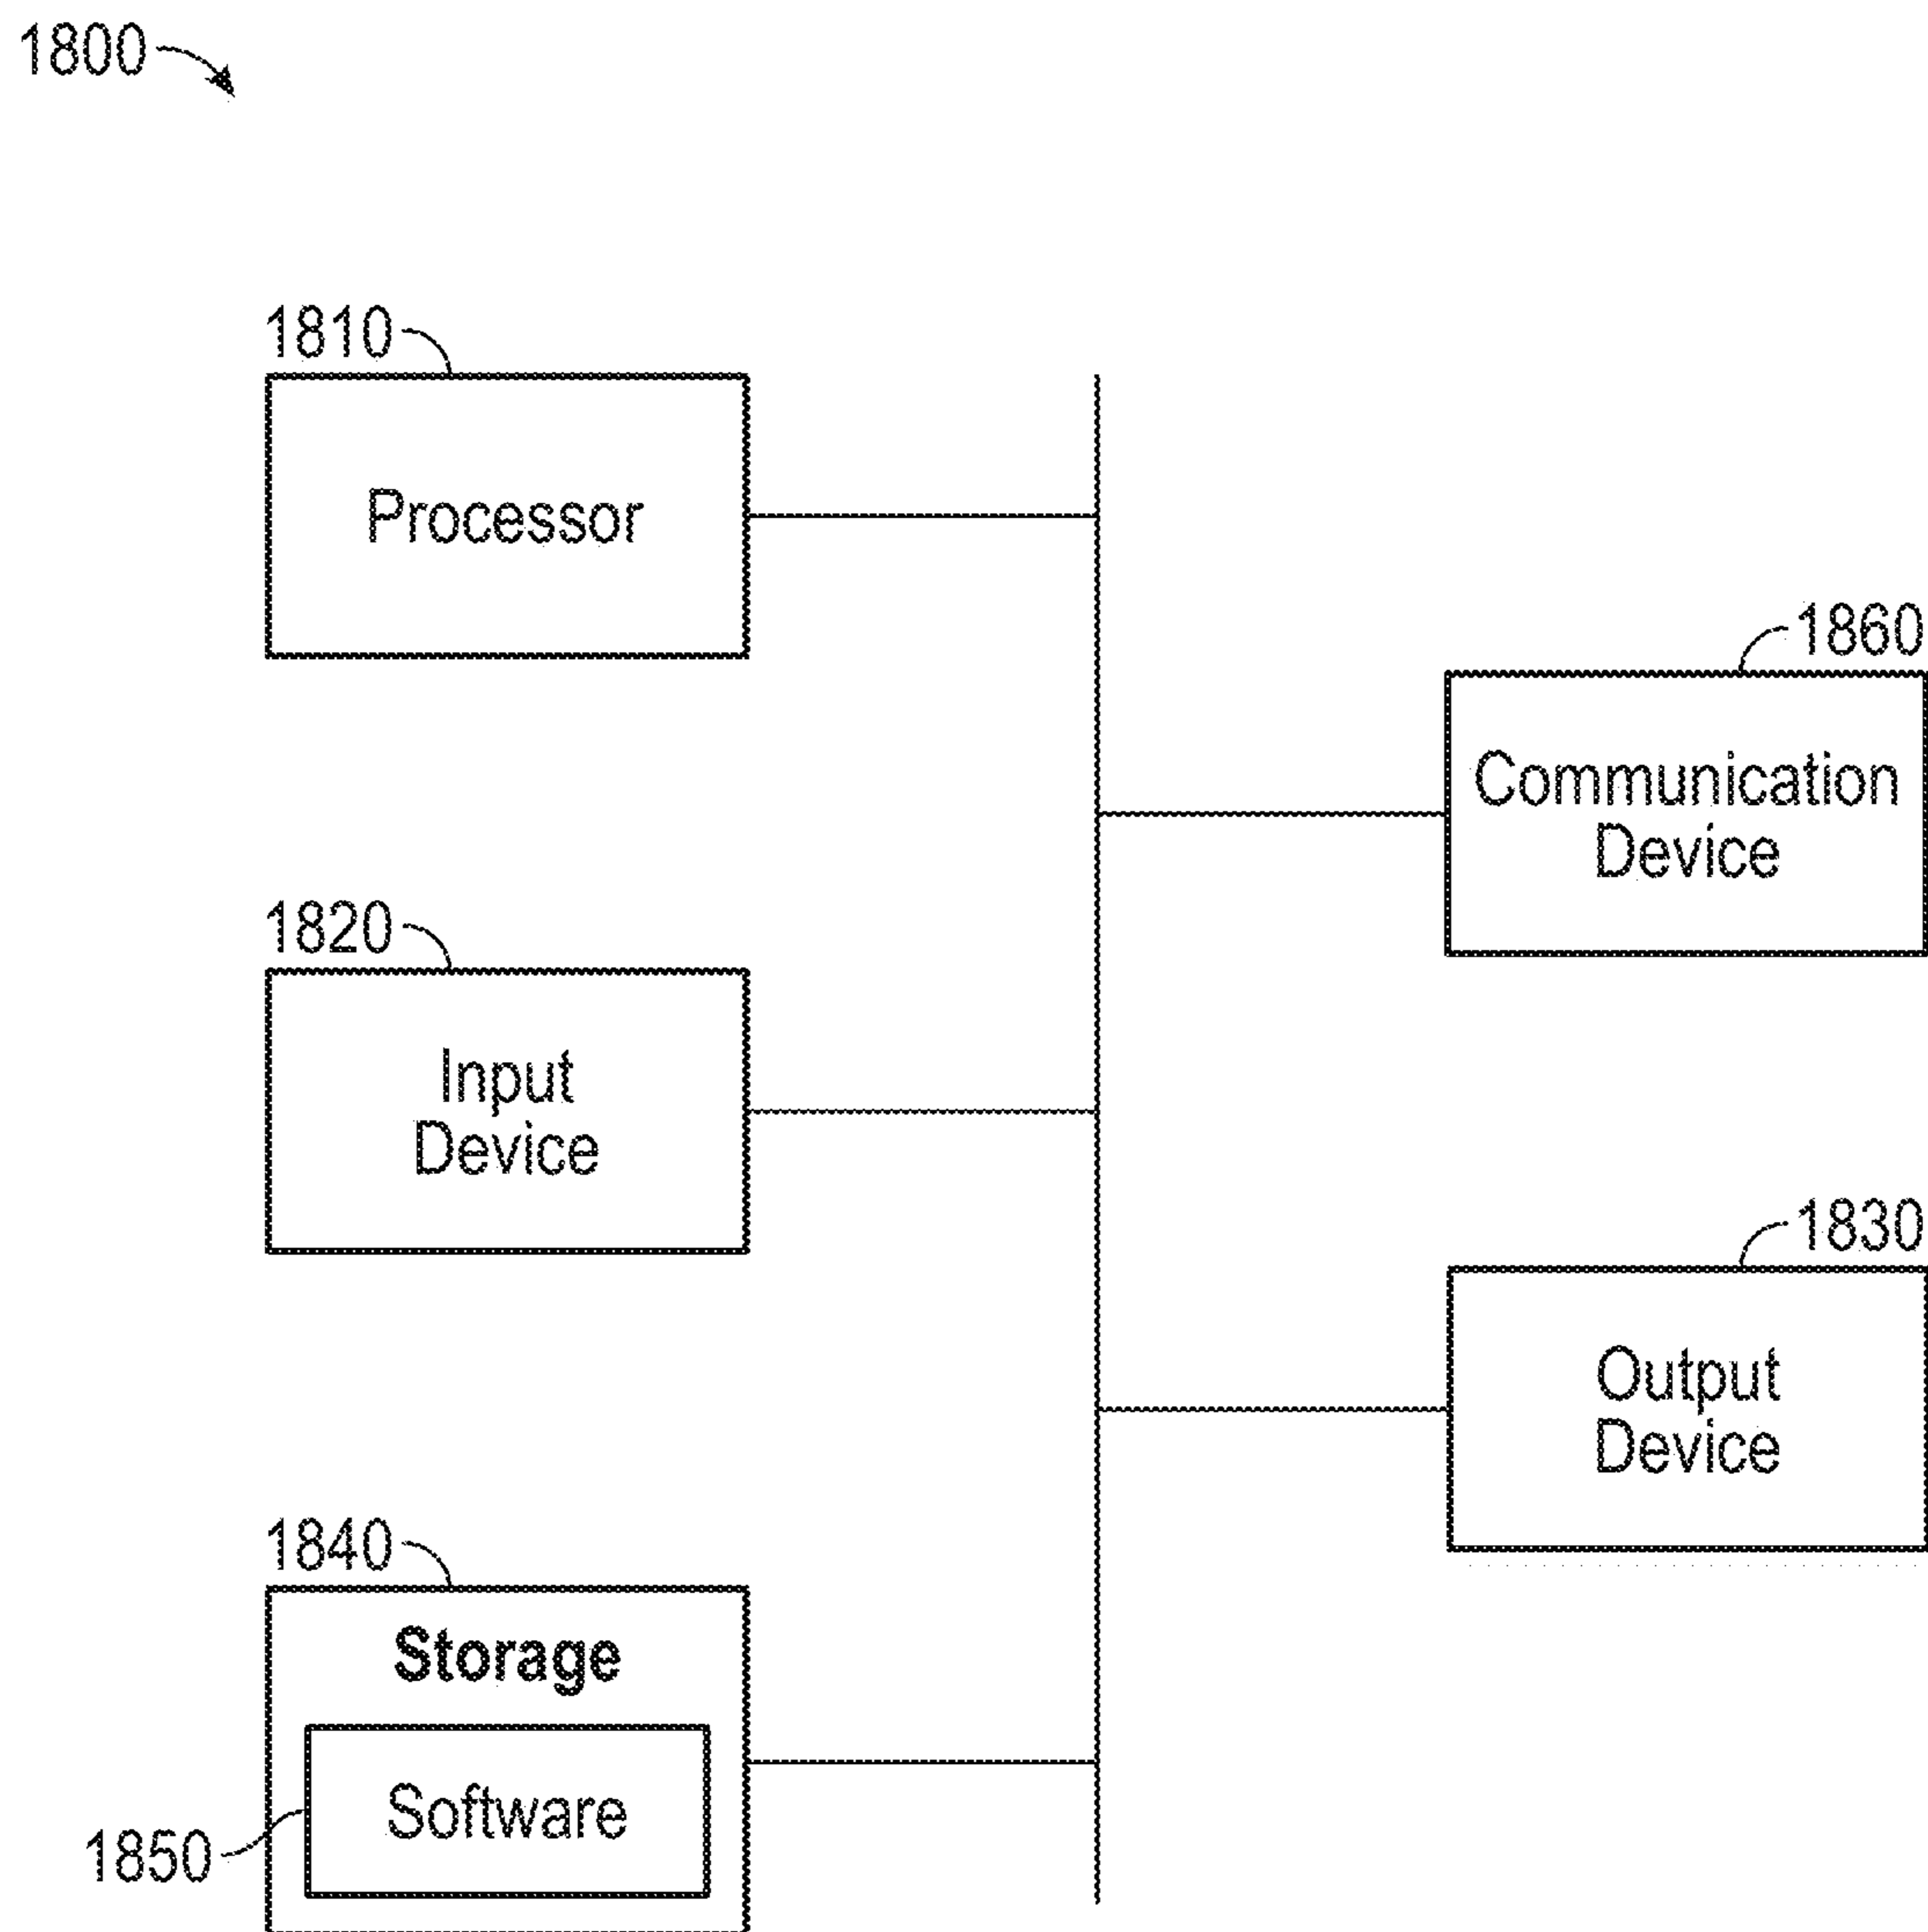 1800
1810
Processor
1860
Communication
Device
1820
Input
Device
1830
Output
Device
1840
Storage
Software
1850